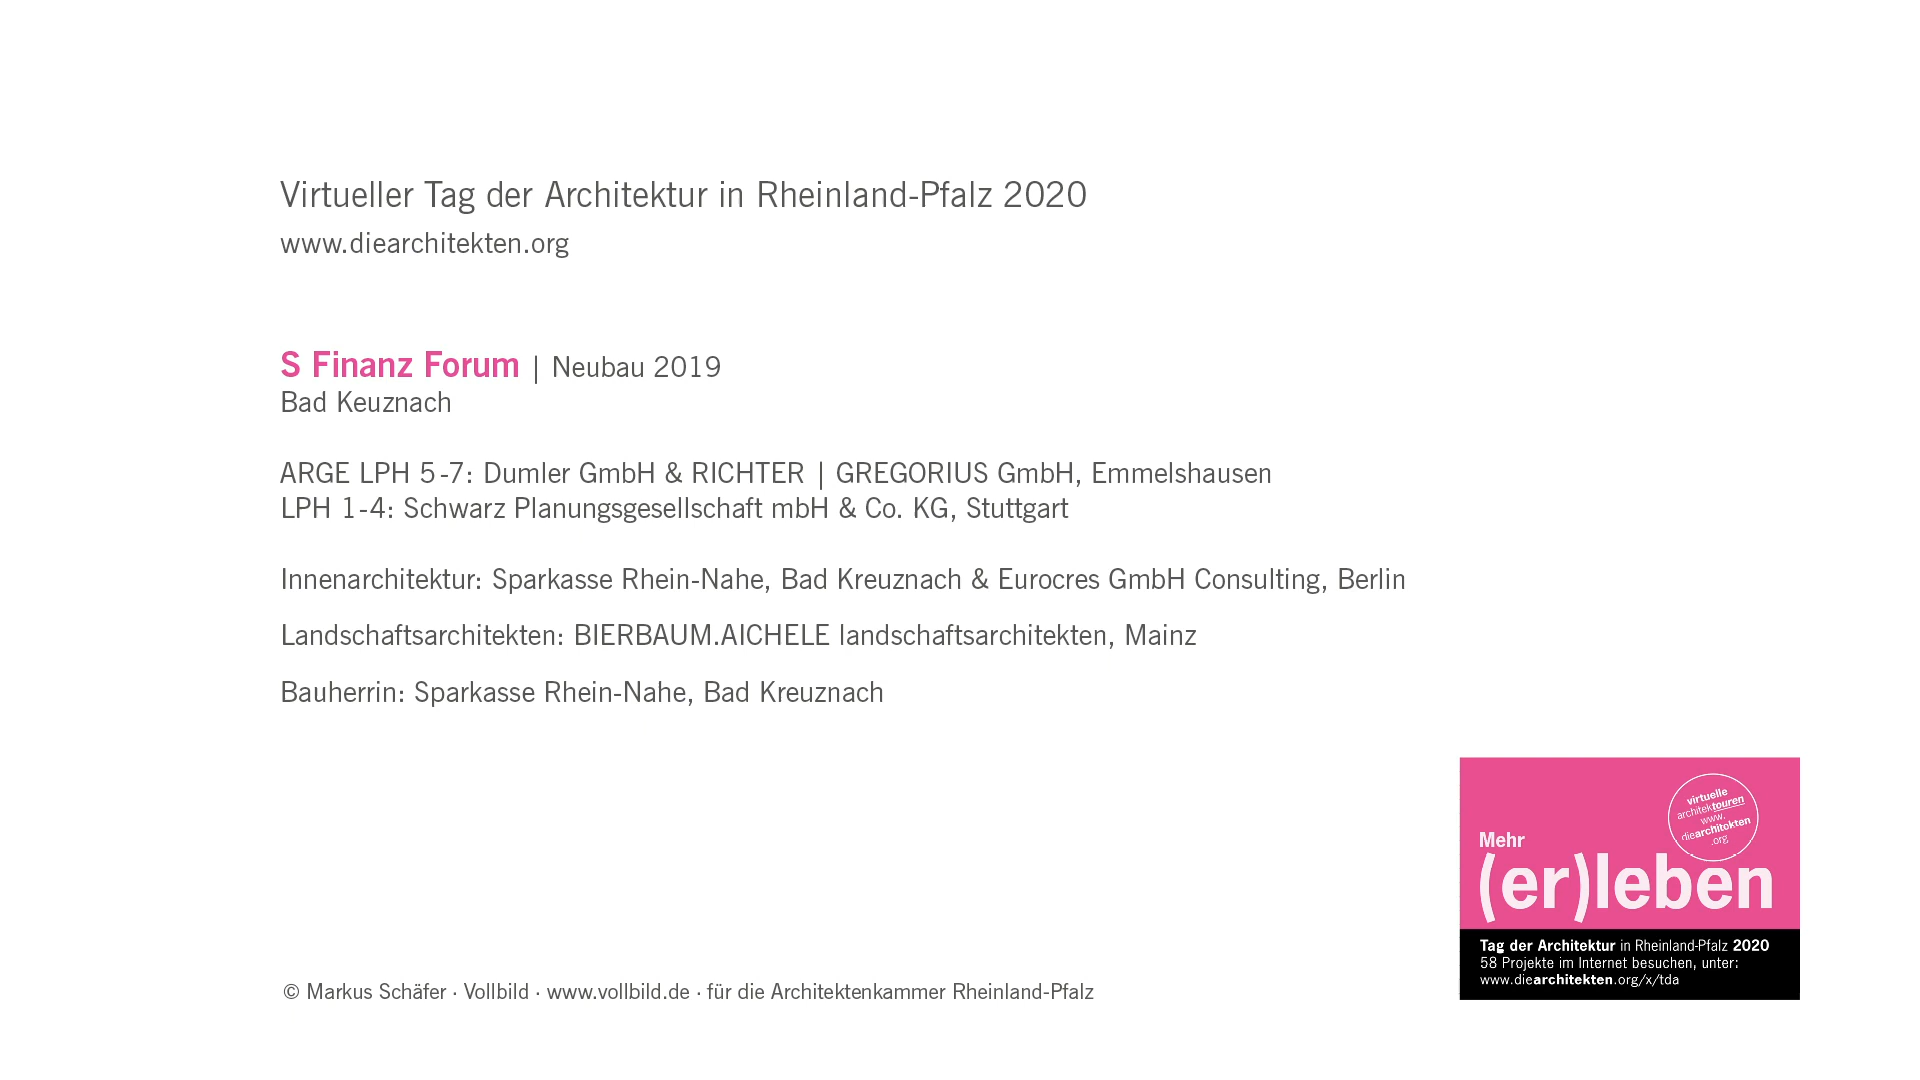 Virtueller Tag der Architektur in Rheinland-Pfalz 2020
www.diearchitekten.org
S Finanz Forum | Neubau 2019
Bad Keuznach
ARGE LPH 5-7: Dumler GmbH & RICHTER | GREGORIUS GmbH, Emmelshausen
LPH 1-4: Schwarz Planungsgesellschaft mbH & Co. KG, Stuttgart
Innenarchitektur: Sparkasse Rhein-Nahe, Bad Kreuznach & Eurocres GmbH Consulting, Berlin
Landschaftsarchitekten: BIERBAUM.AICHELE landschaftsarchitekten, Mainz
Bauherrin: Sparkasse Rhein-Nahe, Bad Kreuznach
virtuelle
architektouren
www.
diearchitekten
.org
Mehr
(er)leben
Tag der Architektur in Rheinland-Pfalz 2020
58 Projekte im Internet besuchen, unter:
www.diearchitekten.org/x/tda
© Markus Schäfer · Vollbild · www.vollbild.de · für die Architektenkammer Rheinland-Pfalz